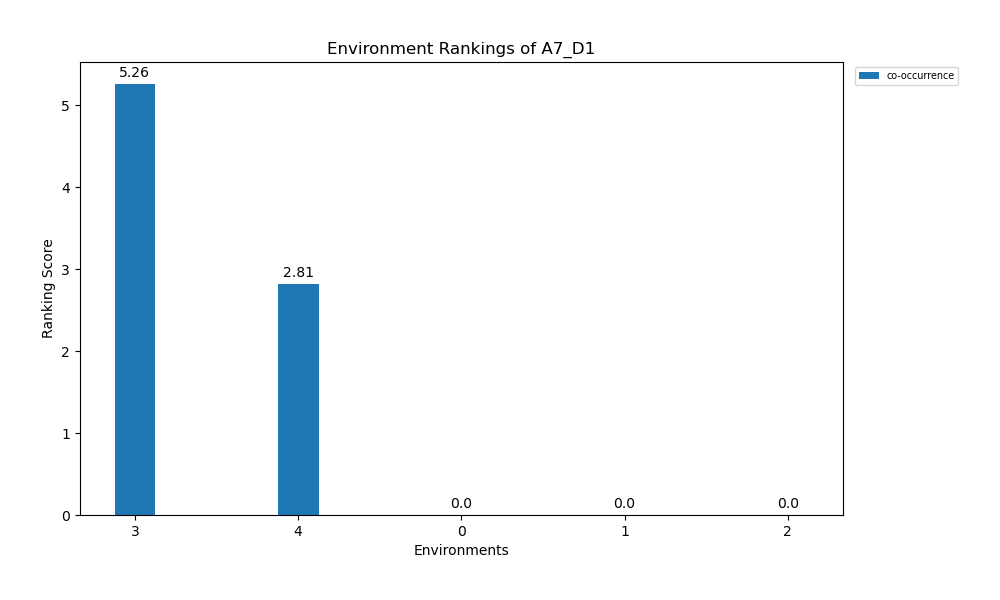 Environment Rankings of A7_D1
co-occurrence
5.26
2.81
0.0 0.0 0.0
5
4
3
2
1
0
Ranking Score
3 4 0 1 2
Environments